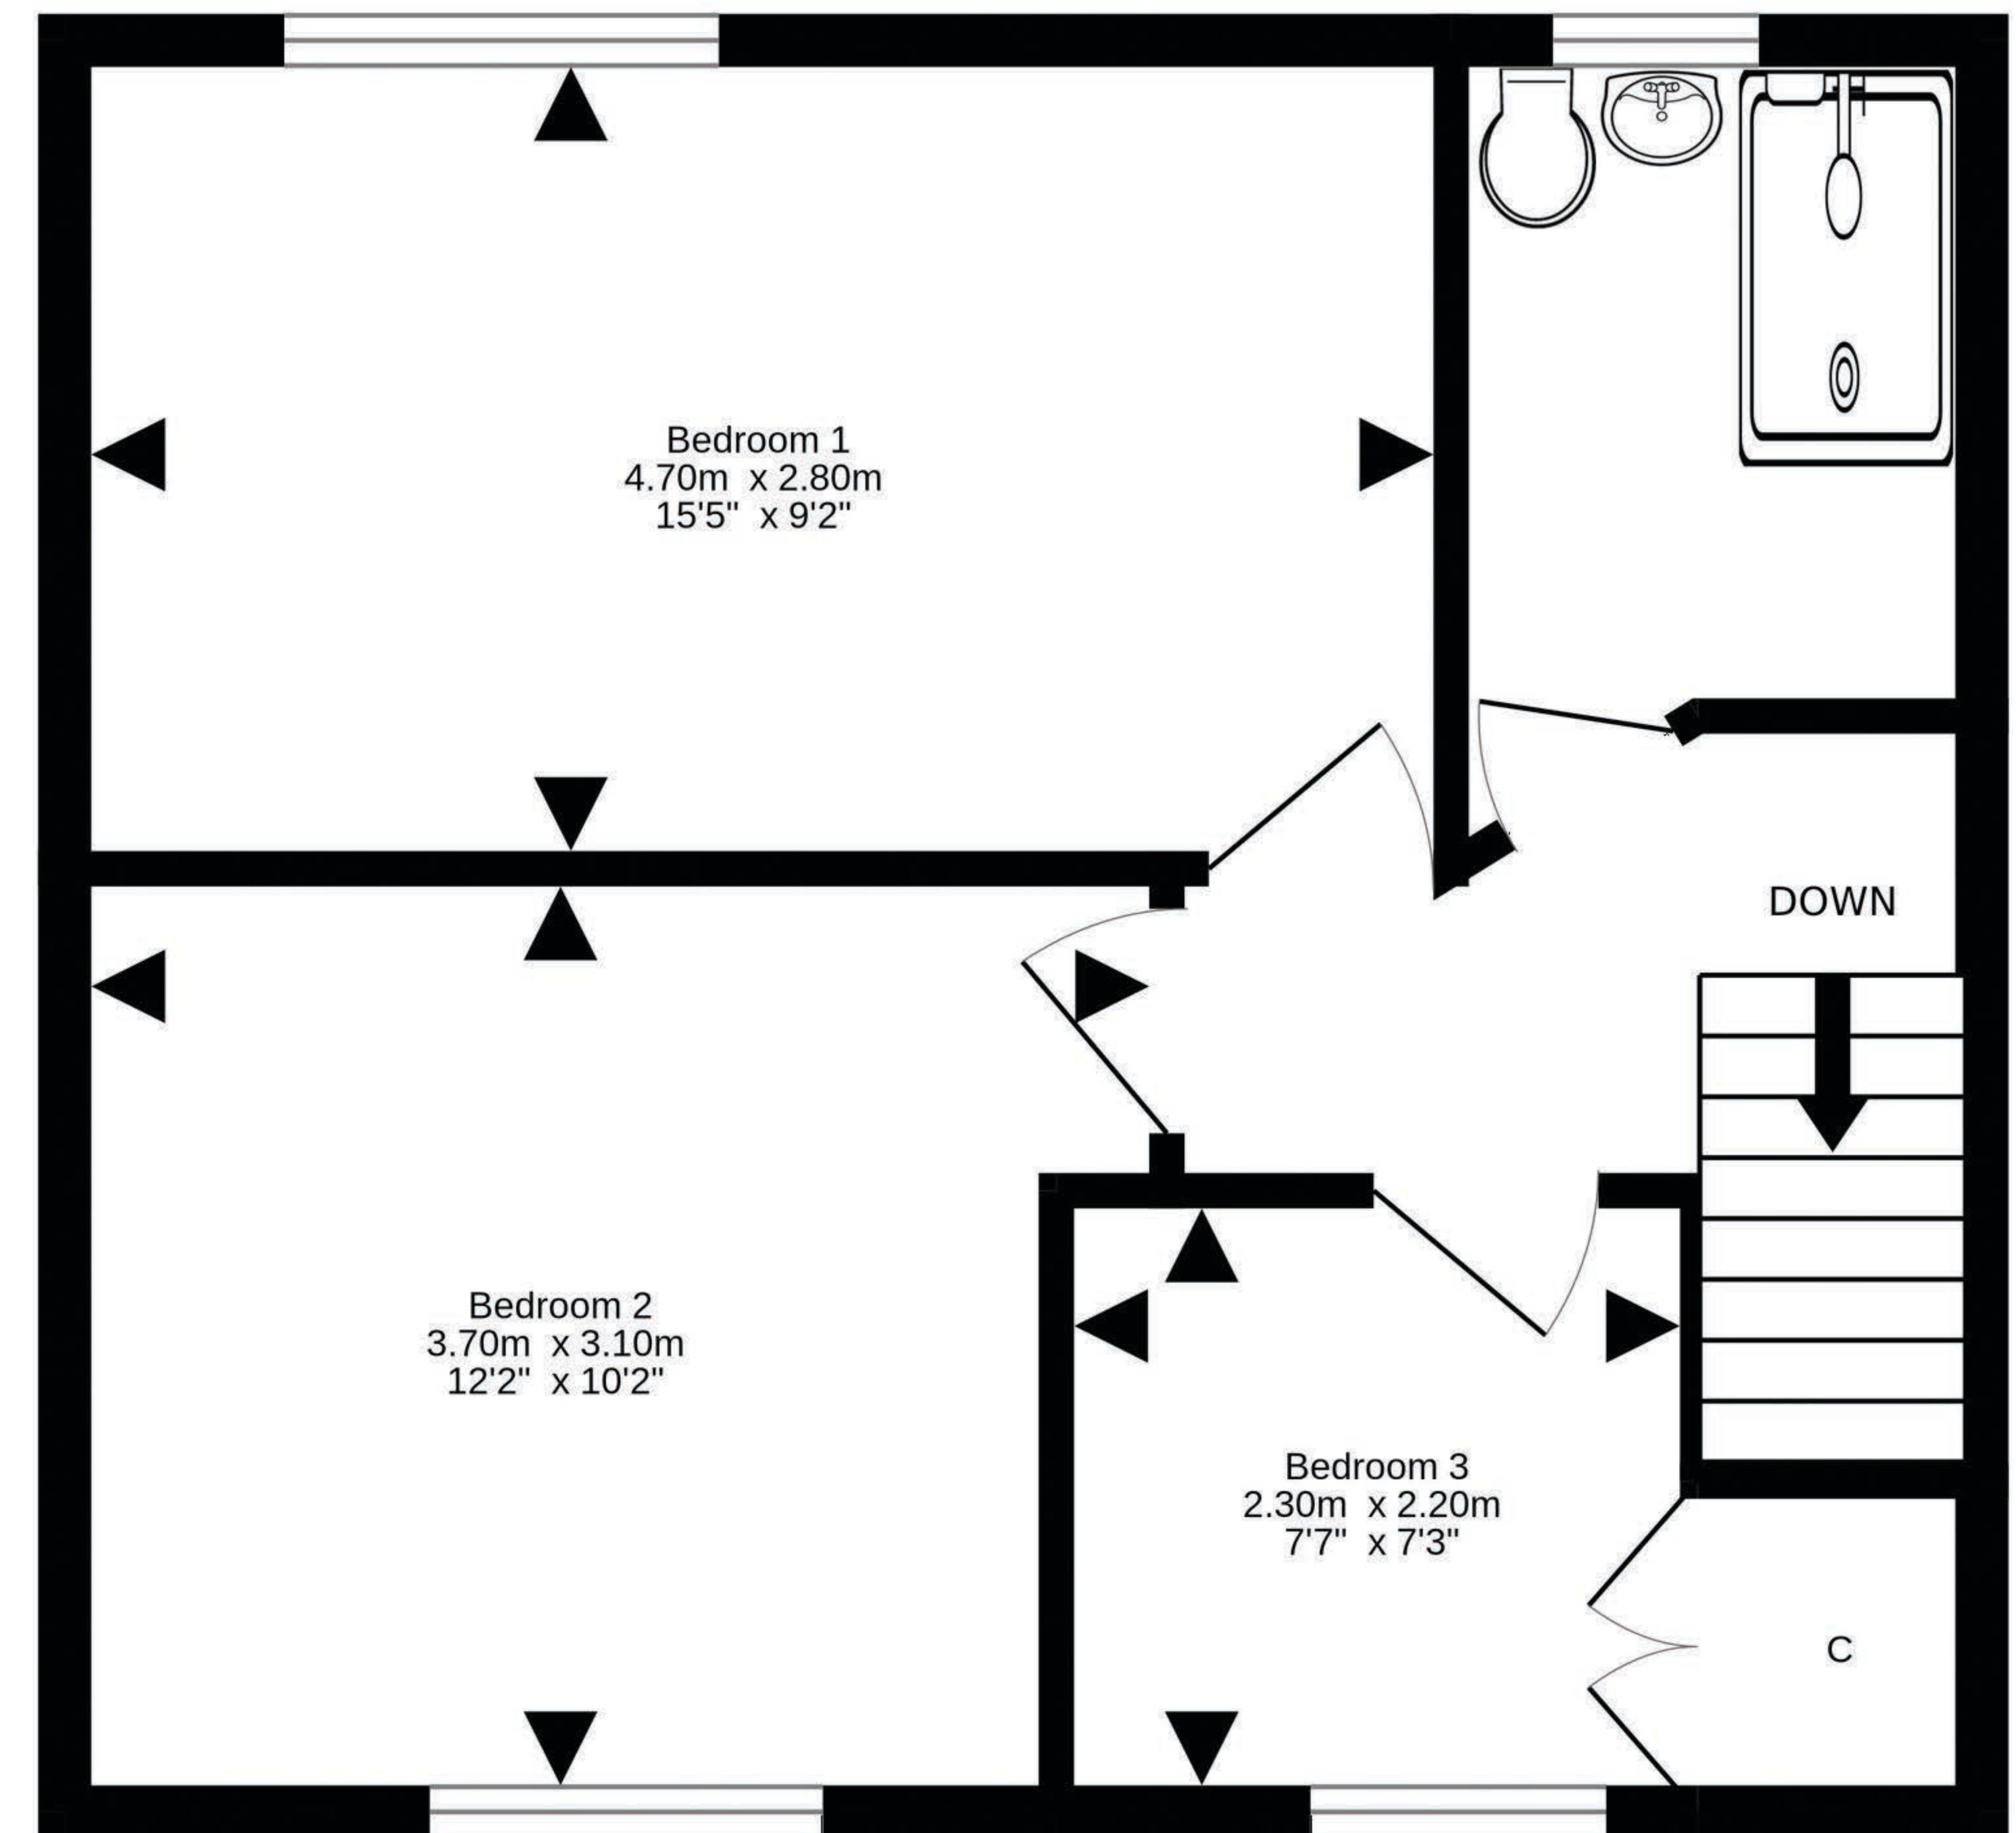 Bedroom 1
4.70m x 2.80m
15'5" x 9'2"
DOWN
Bedroom 2
3.70m x 3.10m
12'2" x 10'2"
Bedroom 3
2.30m x 2.20m
7'7" x 7'3"
C